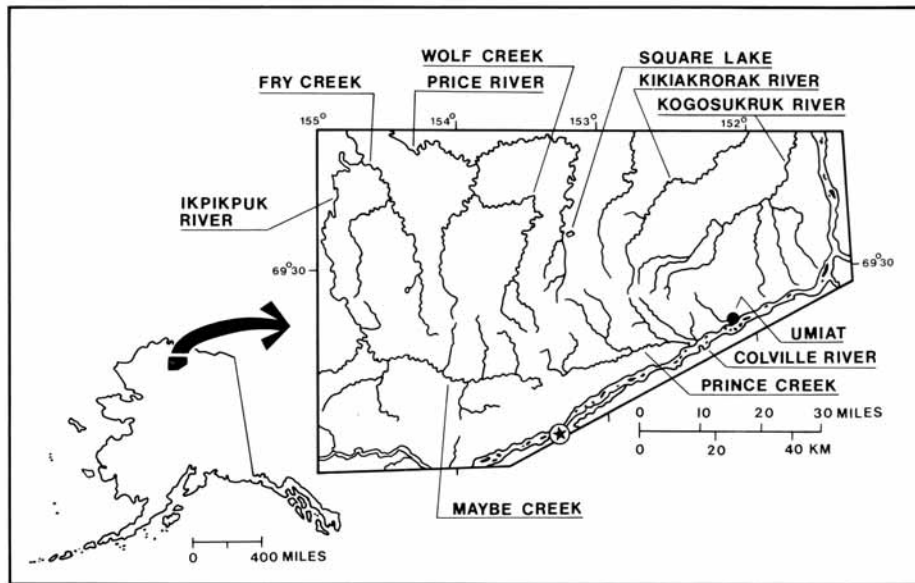 WOLF CREEK
SQUARE LAKE
FRY CREEK
PRICE RIVER
KIKIAKRORAK RIVER
KOGOSUKRUK RIVER
155°
154°
153°
152°
IKPIKPUK
RIVER
69°30
69°30
UMIAT
COLVILLE RIVER
PRINCE CREEK
0 10 20 30 MILES
0 20 40 KM
MAYBE CREEK
0 400 MILES